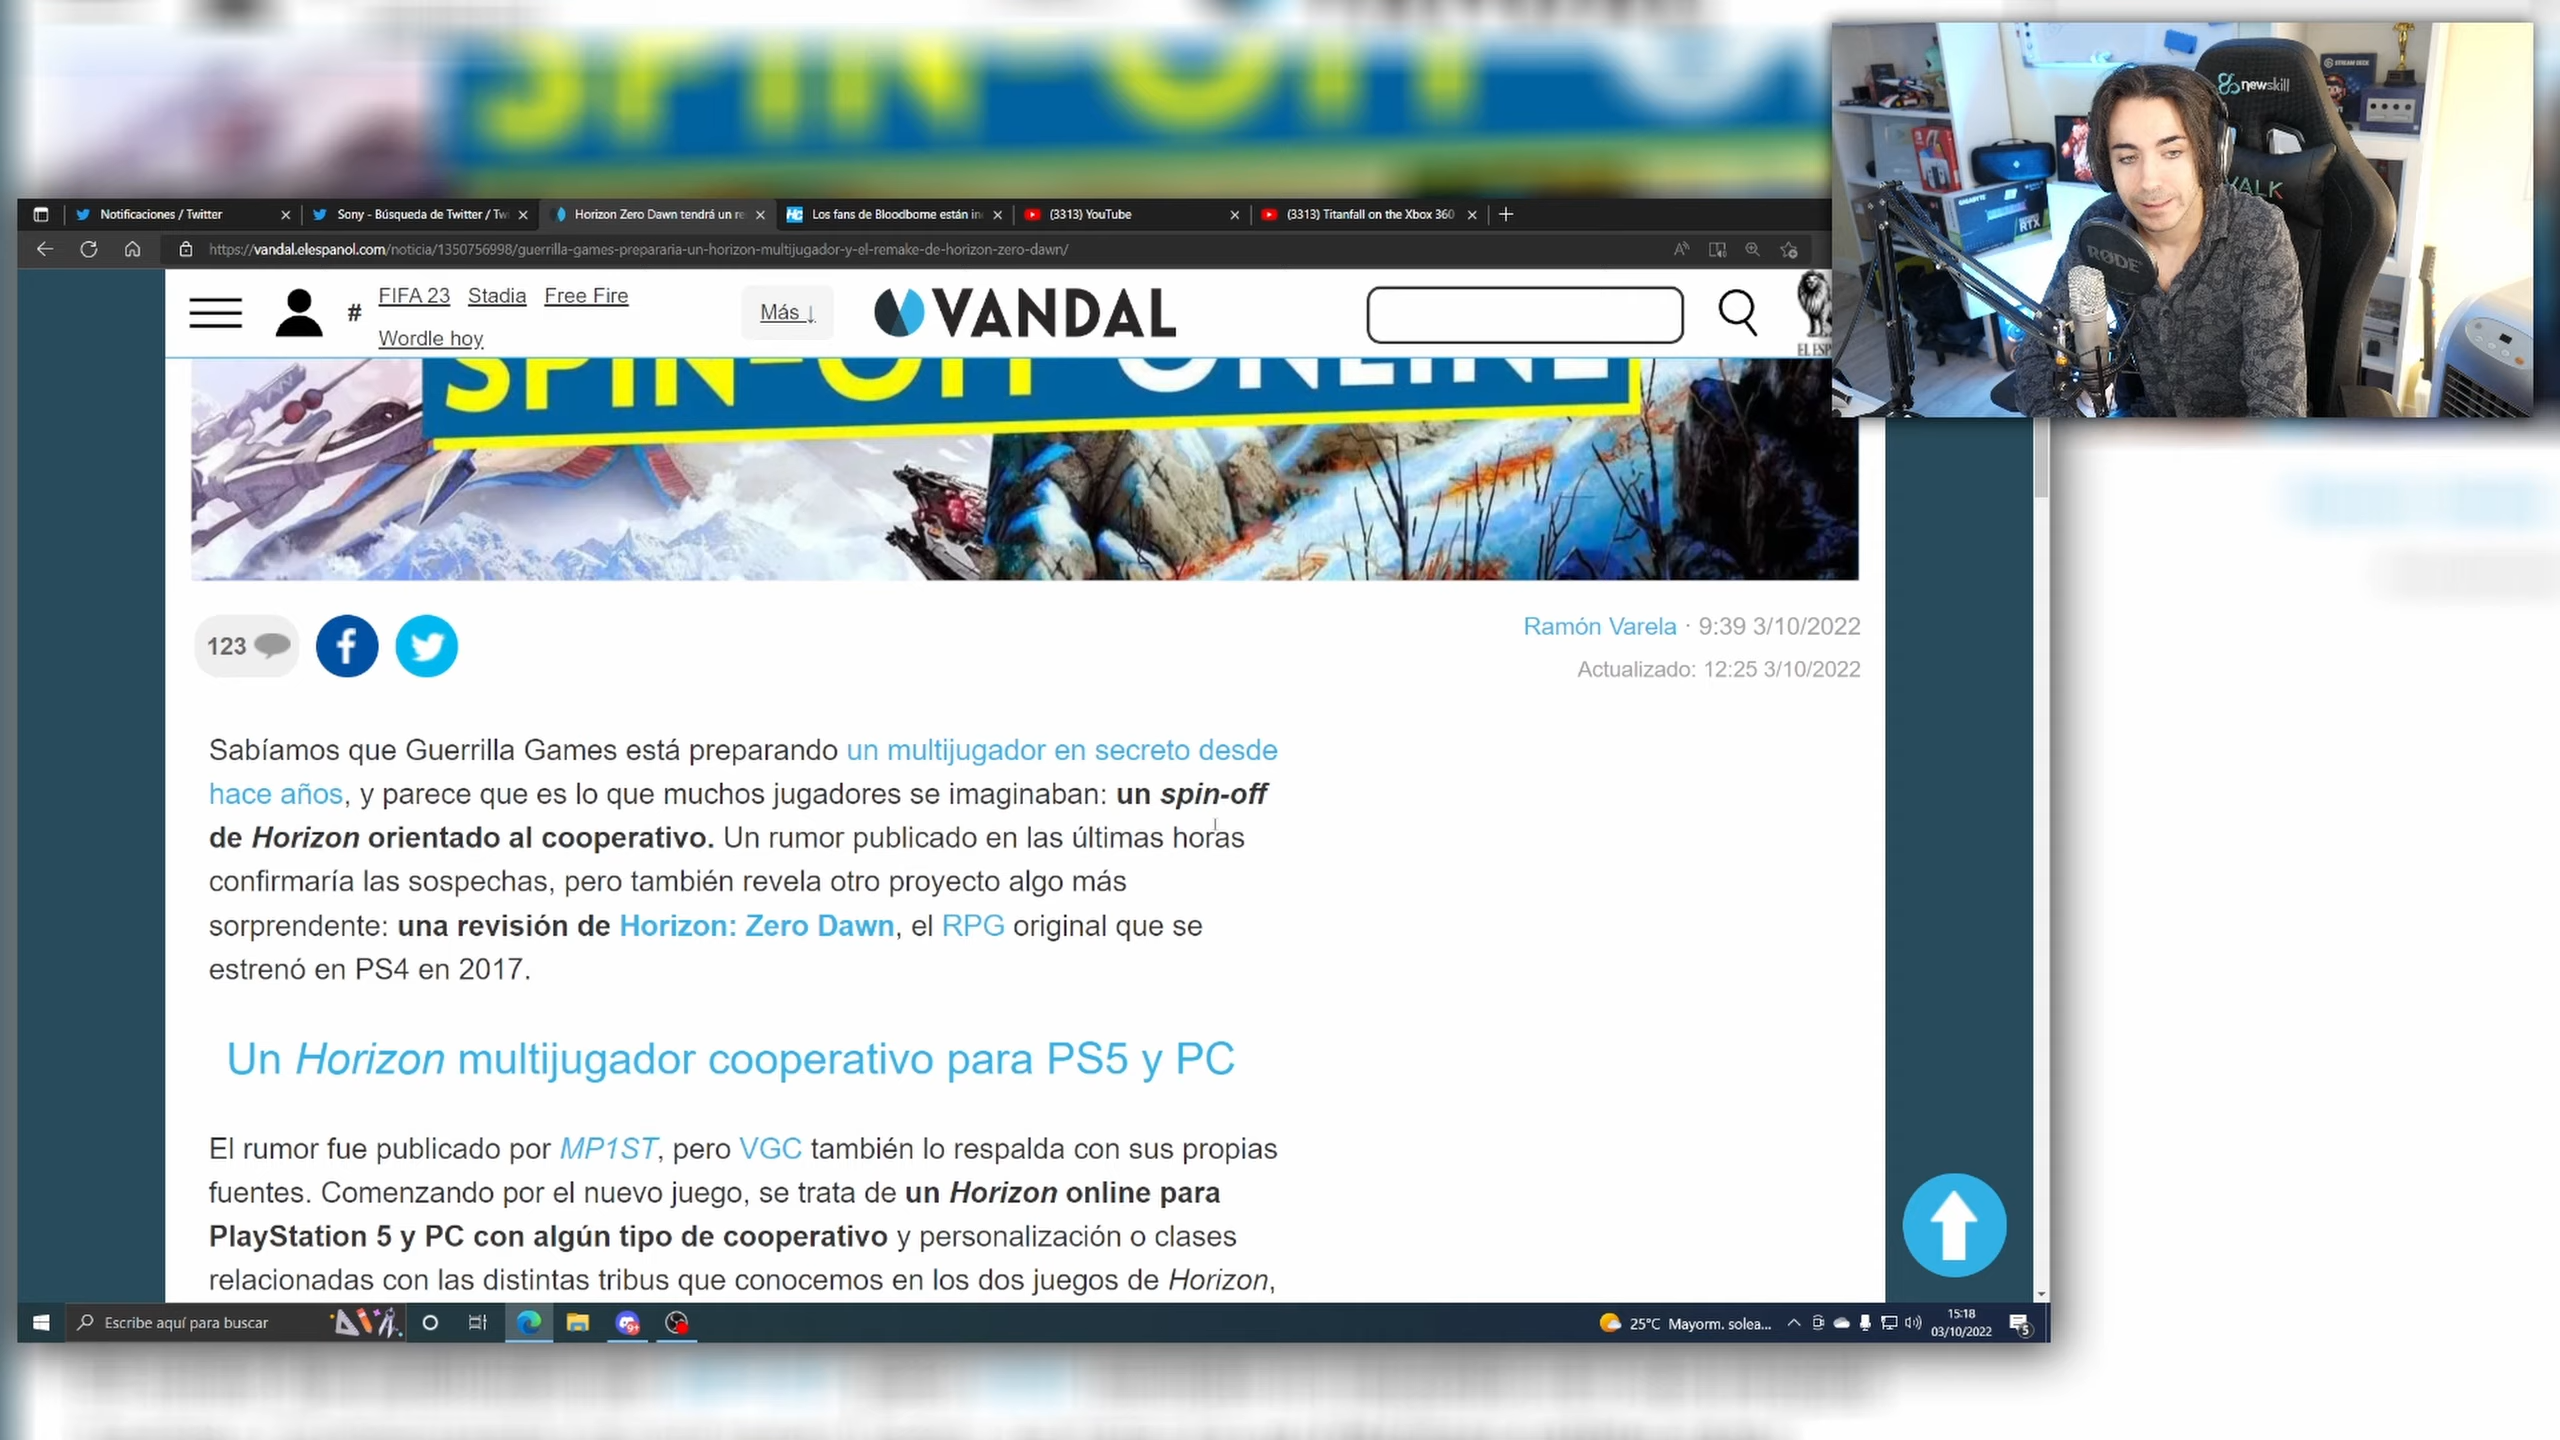 Notificaciones / Twitter
Sony - Búsqueda de Twitter / Tw
Horizon Zero Dawn tendrá un re
Los fans de Bloodborne están in
(3313) YouTube
(3313) Titanfall on the Xbox 360
https://vandal.elespanol.com/noticia/1350756998/guerrilla-games-prepararia-un-horizon-multijugador-y-el-remake-de-horizon-zero-dawn/
# FIFA 23 Stadia Free Fire
Wordle hoy
Más ↓
VANDAL
EL ESP
SPIN-OFF ONLINE
123
Ramón Varela · 9:39 3/10/2022
Actualizado: 12:25 3/10/2022
Sabíamos que Guerrilla Games está preparando un multijugador en secreto desde
hace años, y parece que es lo que muchos jugadores se imaginaban: un spin-off
de Horizon orientado al cooperativo. Un rumor publicado en las últimas horas
confirmaría las sospechas, pero también revela otro proyecto algo más
sorprendente: una revisión de Horizon: Zero Dawn, el RPG original que se
estrenó en PS4 en 2017.
Un Horizon multijugador cooperativo para PS5 y PC
El rumor fue publicado por MP1ST, pero VGC también lo respalda con sus propias
fuentes. Comenzando por el nuevo juego, se trata de un Horizon online para
PlayStation 5 y PC con algún tipo de cooperativo y personalización o clases
relacionadas con las distintas tribus que conocemos en los dos juegos de Horizon,
Escribe aquí para buscar
25°C Mayorm. solea...
15:18
03/10/2022
5
newskill
VALK
RØDE
STREAM DECK
GIGABYTE
RTX
SPIN-OFF